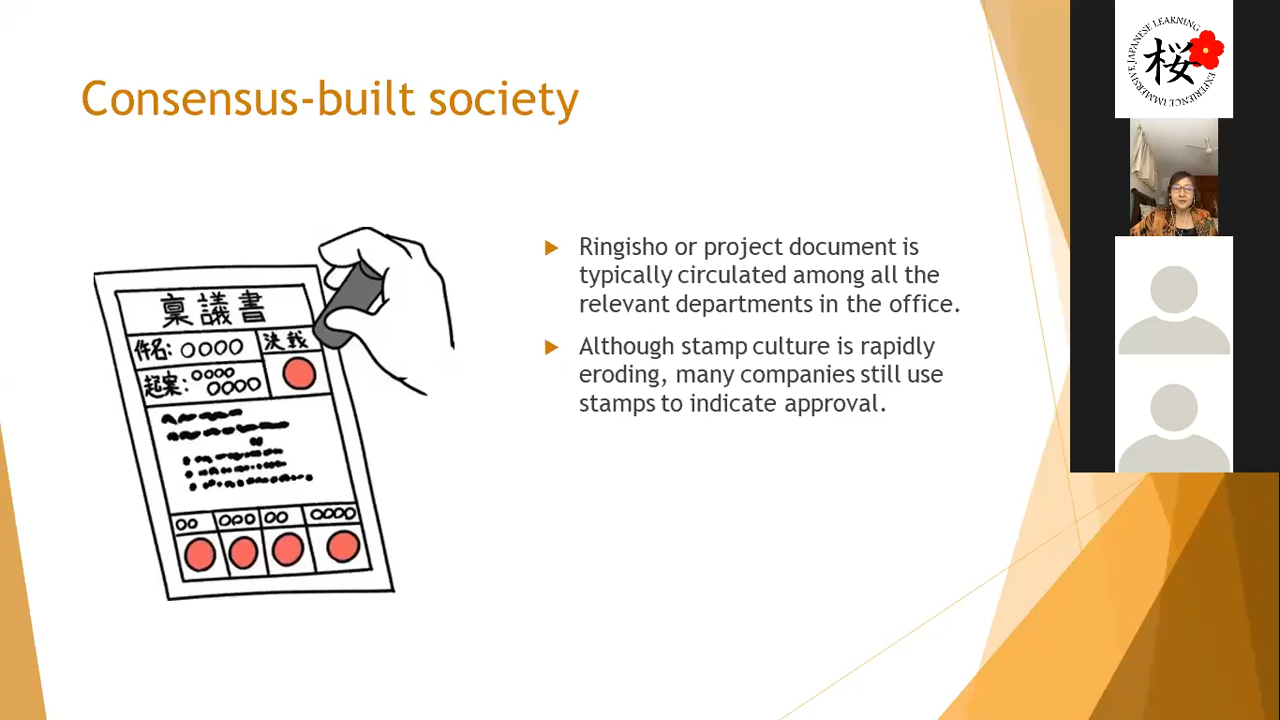 Consensus-built society
Ringisho or project document is
typically circulated among all the
relevant departments in the office.
Although stamp culture is rapidly
eroding, many companies still use
stamps to indicate approval.
稟議書
件名: ○○○○
決裁
起案: ○○○○
○○○○
○○
○○○
○○
○○○○
IMMERSIVE JAPANESE LEARNING EXPERIENCE
桜